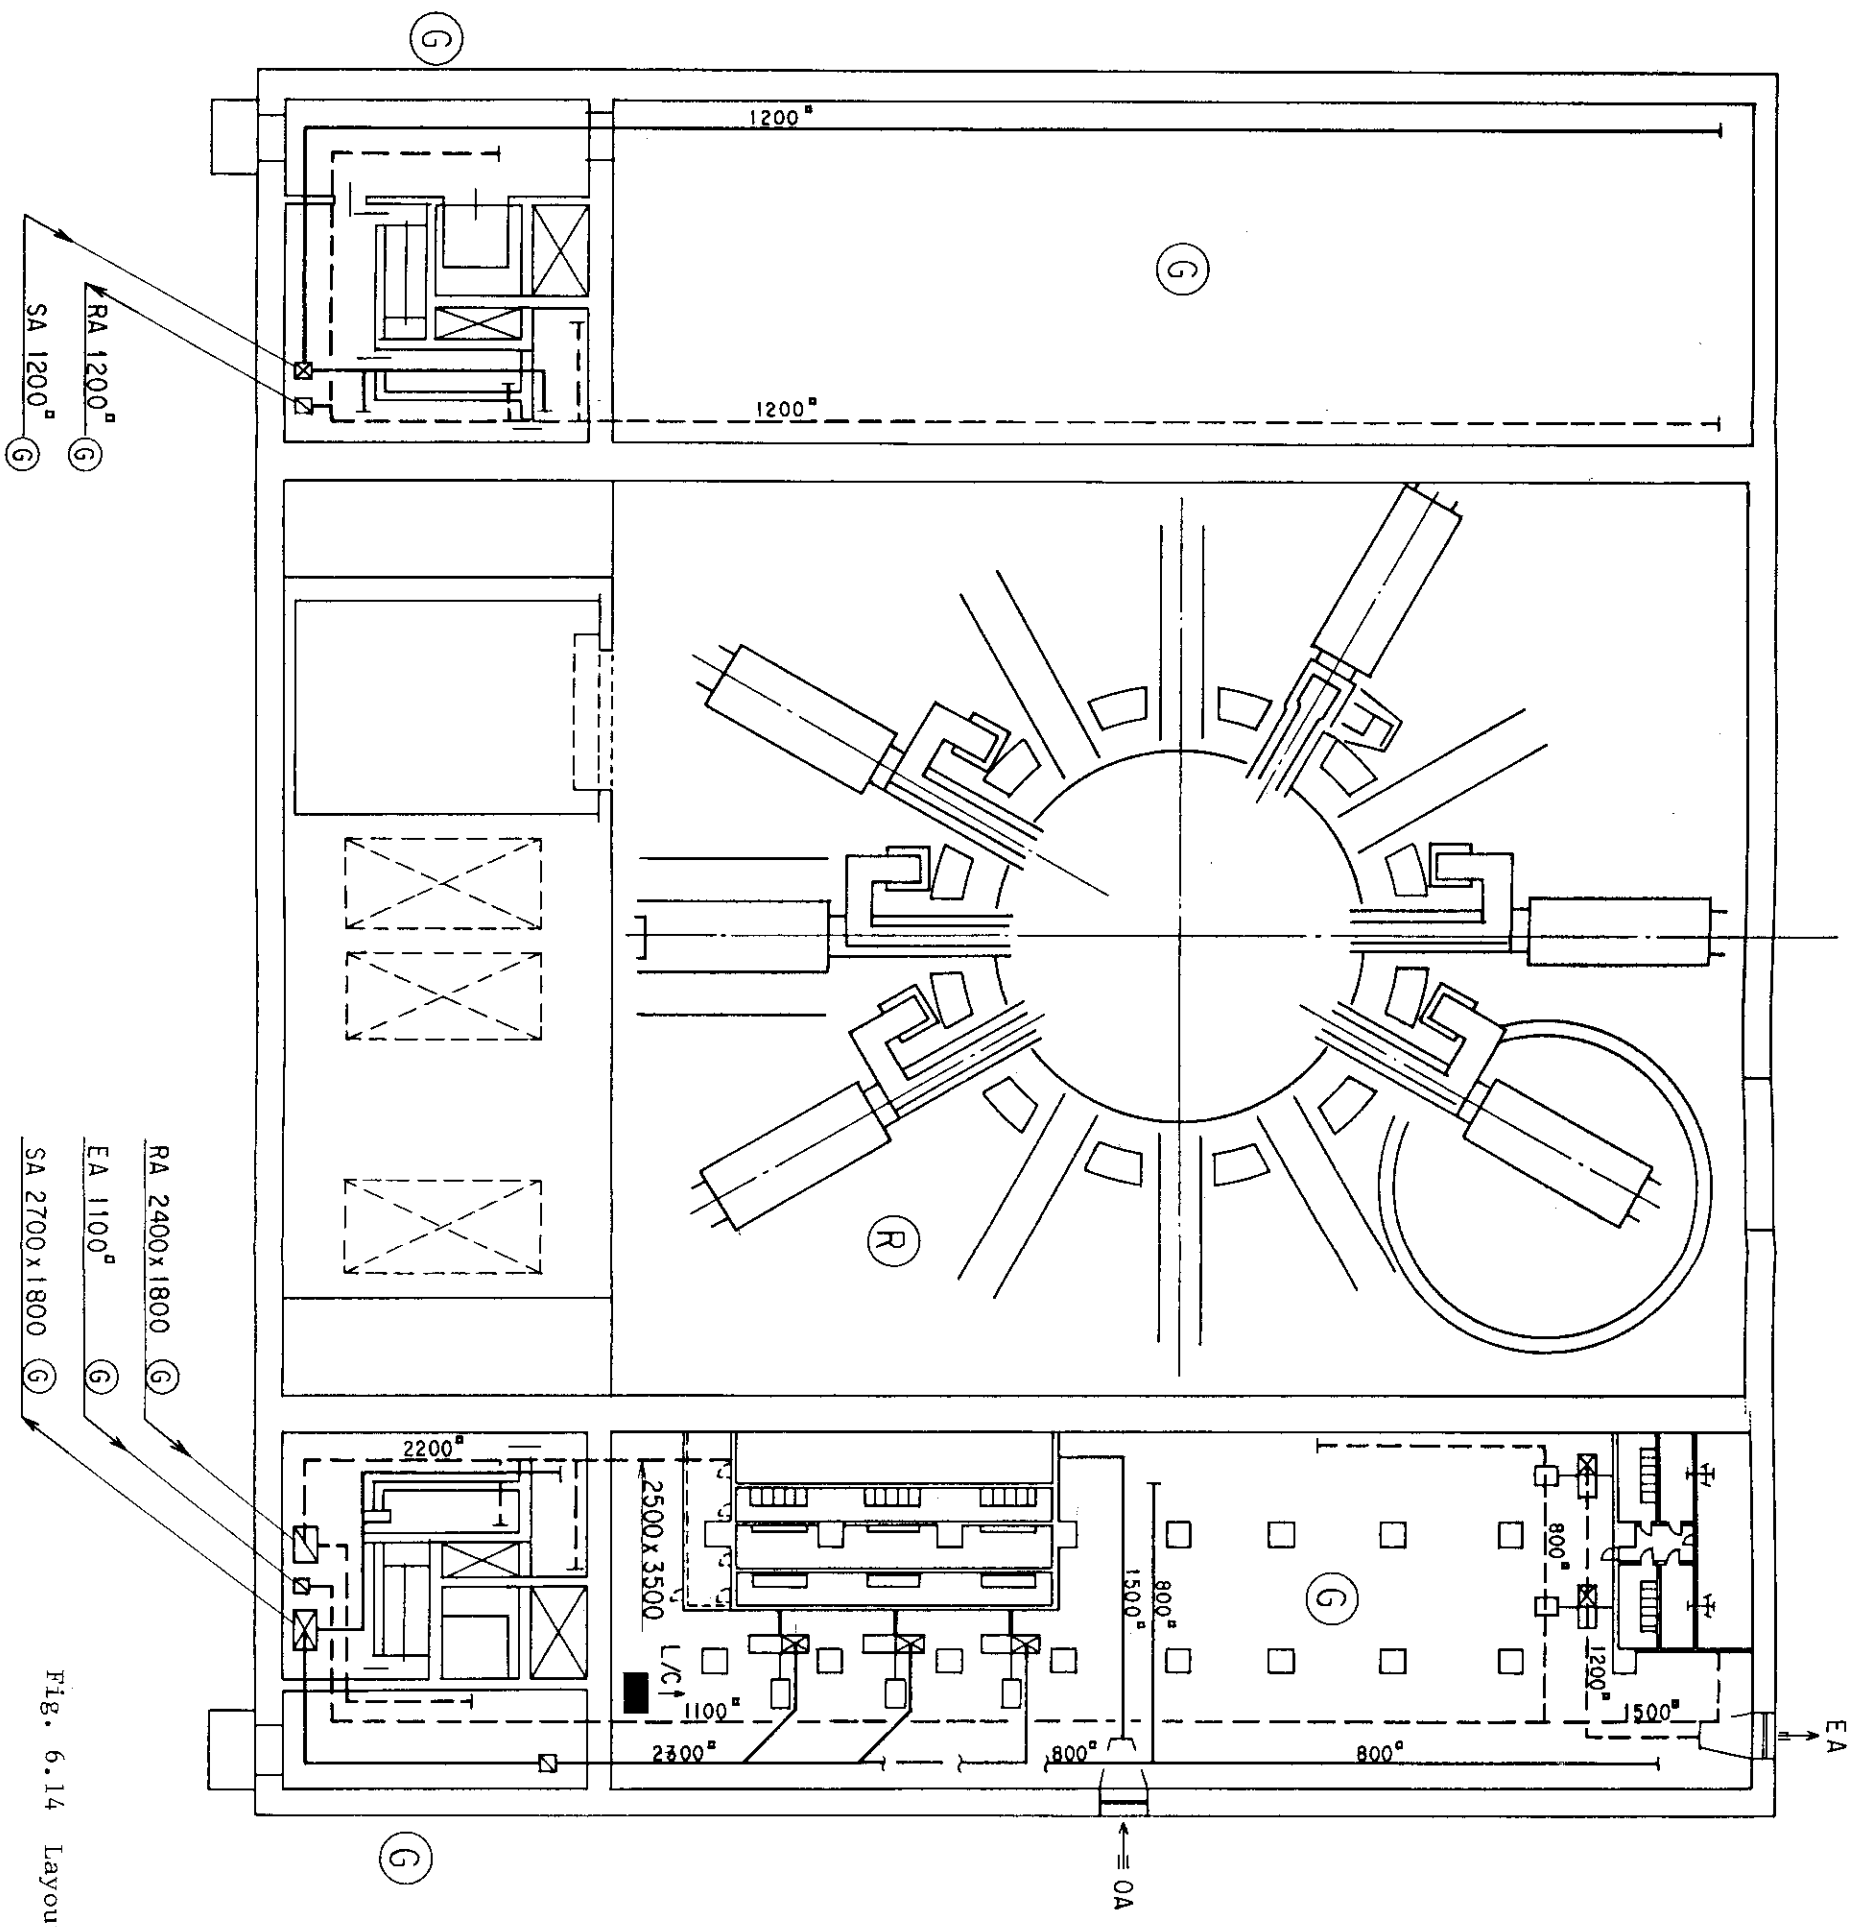 G
1200□
G
1200□
RA 1200□ G
SA 1200□ G
R
RA 2400x1800 G
EA 1100□ G
SA 2700x1800 G
2200□
2500x3500
L/C
1100□
2300□
1500□
800□
800□
800□
G
800□
1200□
1500□
EA
OA
G
Fig. 6.14 Layou